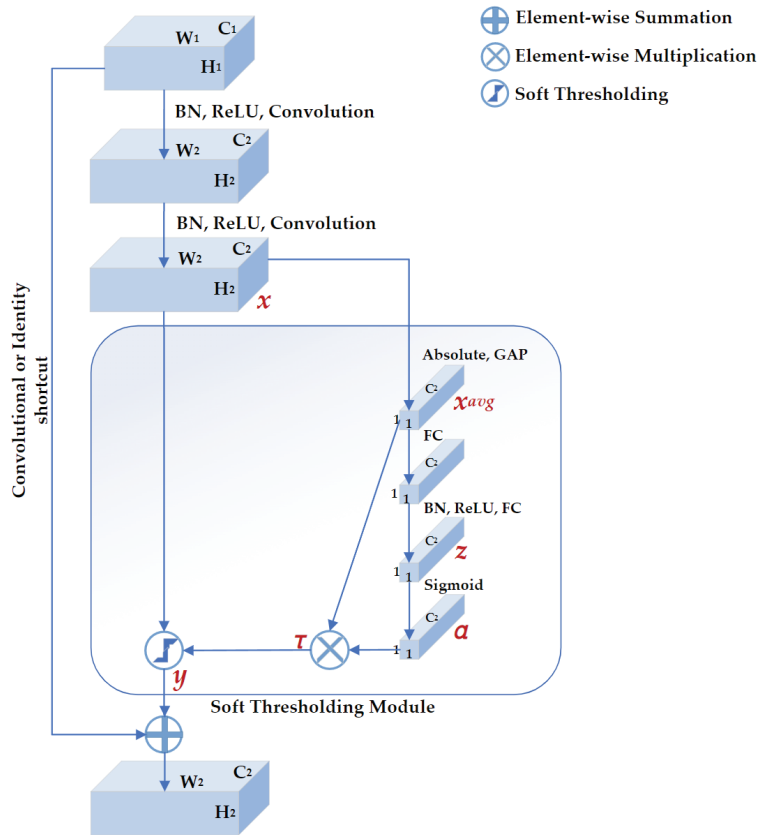 Element-wise Summation
Element-wise Multiplication
Soft Thresholding
C1
W1
H1
BN, ReLU, Convolution
C2
W2
H2
BN, ReLU, Convolution
C2
W2
H2
x
Convolutional or Identity
shortcut
Absolute, GAP
C2
xavg
1 1
FC
C2
1 1
BN, ReLU, FC
C2
z
1 1
Sigmoid
C2
a
1 1
τ
y
Soft Thresholding Module
C2
W2
H2